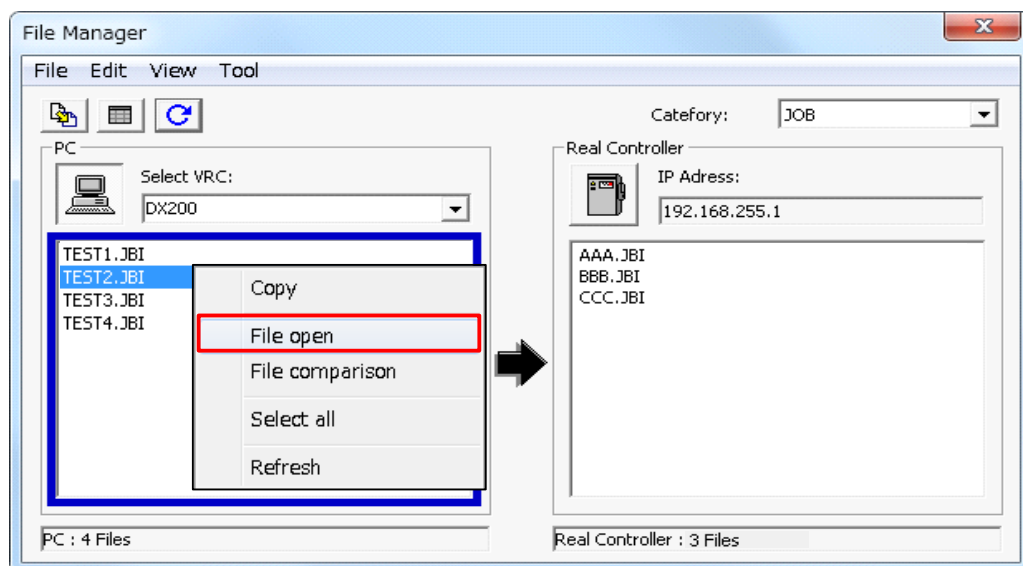 File Manager
x
File Edit View Tool
Catefory: JOB
PC
Select VRC:
DX200
Real Controller
IP Adress:
192.168.255.1
TEST1.JBI
TEST2.JBI
TEST3.JBI
TEST4.JBI
Copy
File open
File comparison
Select all
Refresh
AAA.JBI
BBB.JBI
CCC.JBI
PC : 4 Files
Real Controller : 3 Files